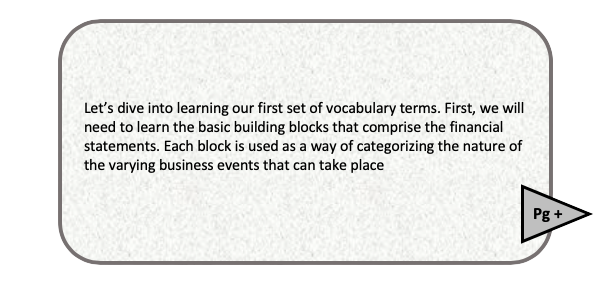 Let's dive into learning our first set of vocabulary terms. First, we will
need to learn the basic building blocks that comprise the financial
statements. Each block is used as a way of categorizing the nature of
the varying business events that can take place
Pg +